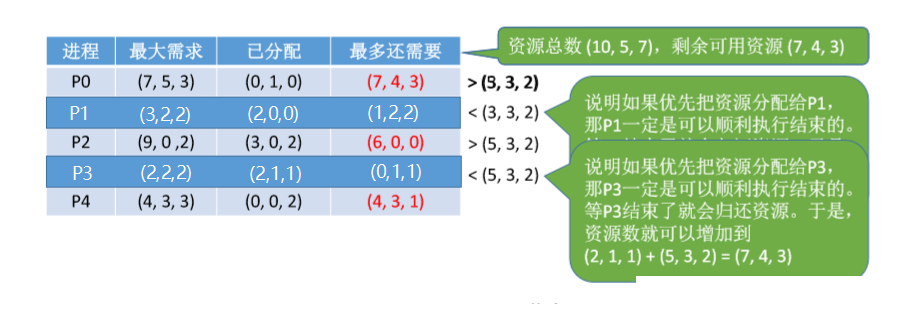 进程 最大需求 已分配 最多还需要
资源总数 (10, 5, 7)，剩余可用资源 (7, 4, 3)
P0 (7, 5, 3) (0, 1, 0) (7, 4, 3) > (5, 3, 2)
P1 (3,2,2) (2,0,0) (1,2,2) < (3, 3, 2)
P2 (9, 0 ,2) (3, 0, 2) (6, 0, 0) > (5, 3, 2)
P3 (2,2,2) (2,1,1) (0,1,1) < (5, 3, 2)
P4 (4, 3, 3) (0, 0, 2) (4, 3, 1)
说明如果优先把资源分配给P1，
那P1一定是可以顺利执行结束的。
说明如果优先把资源分配给P3，
那P3一定是可以顺利执行结束的。
等P3结束了就会归还资源。于是，
资源数就可以增加到
(2, 1, 1) + (5, 3, 2) = (7, 4, 3)